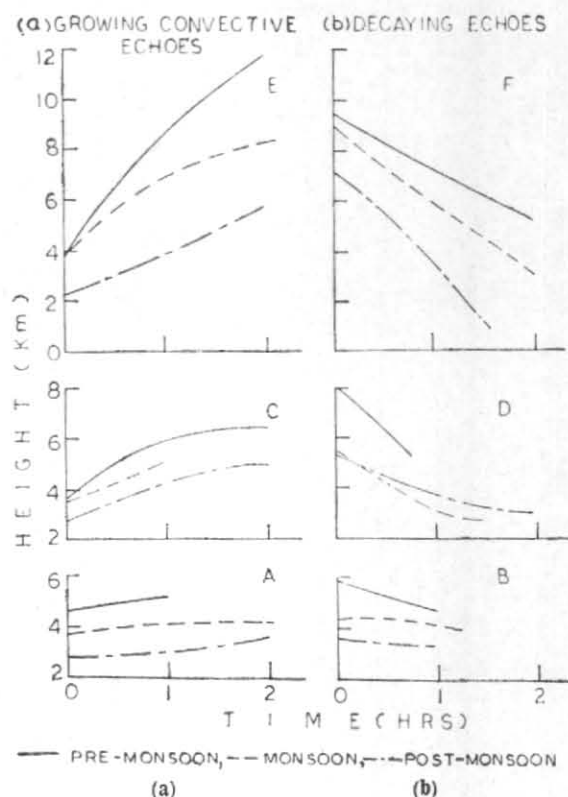 (a)GROWING CONVECTIVE ECHOES
(b)DECAYING ECHOES
12
10
8
6
4
2
0
E
F
8
6
4
2
C
D
6
4
2
A
B
0 1 2
0 1 2
HEIGHT (Km)
TIME (HRS)
PRE-MONSOON, MONSOON, POST-MONSOON
(a) (b)